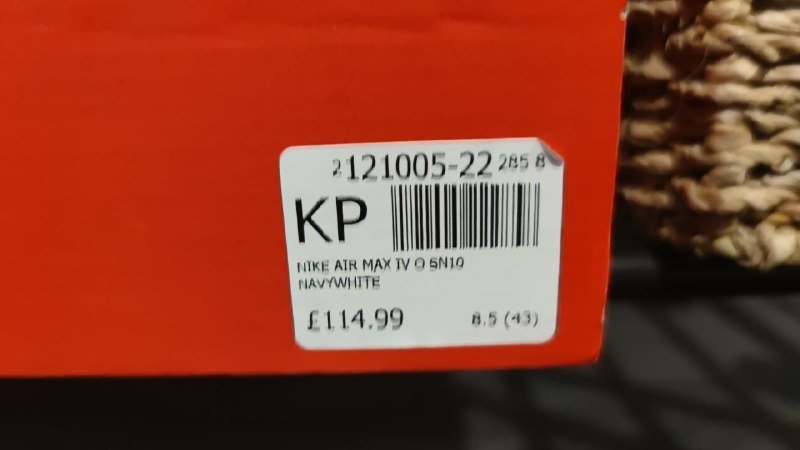 2121005-22 285 8
KP
NIKE AIR MAX IV O SN10
NAVYWHITE
£114.99 8.5 (43)